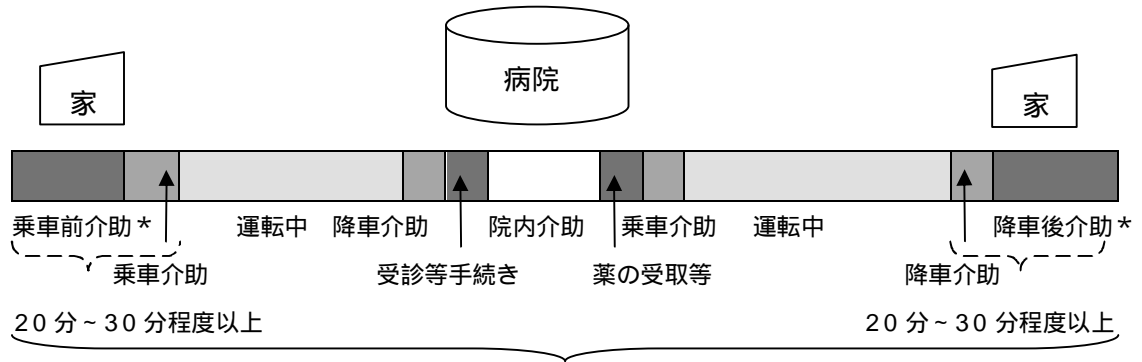 病院
家
家
乗車前介助*
運転中
降車介助
院内介助
乗車介助
運転中
降車後介助*
乗車介助
受診等手続き
薬の受取等
降車介助
20分~30分程度以上
20分~30分程度以上